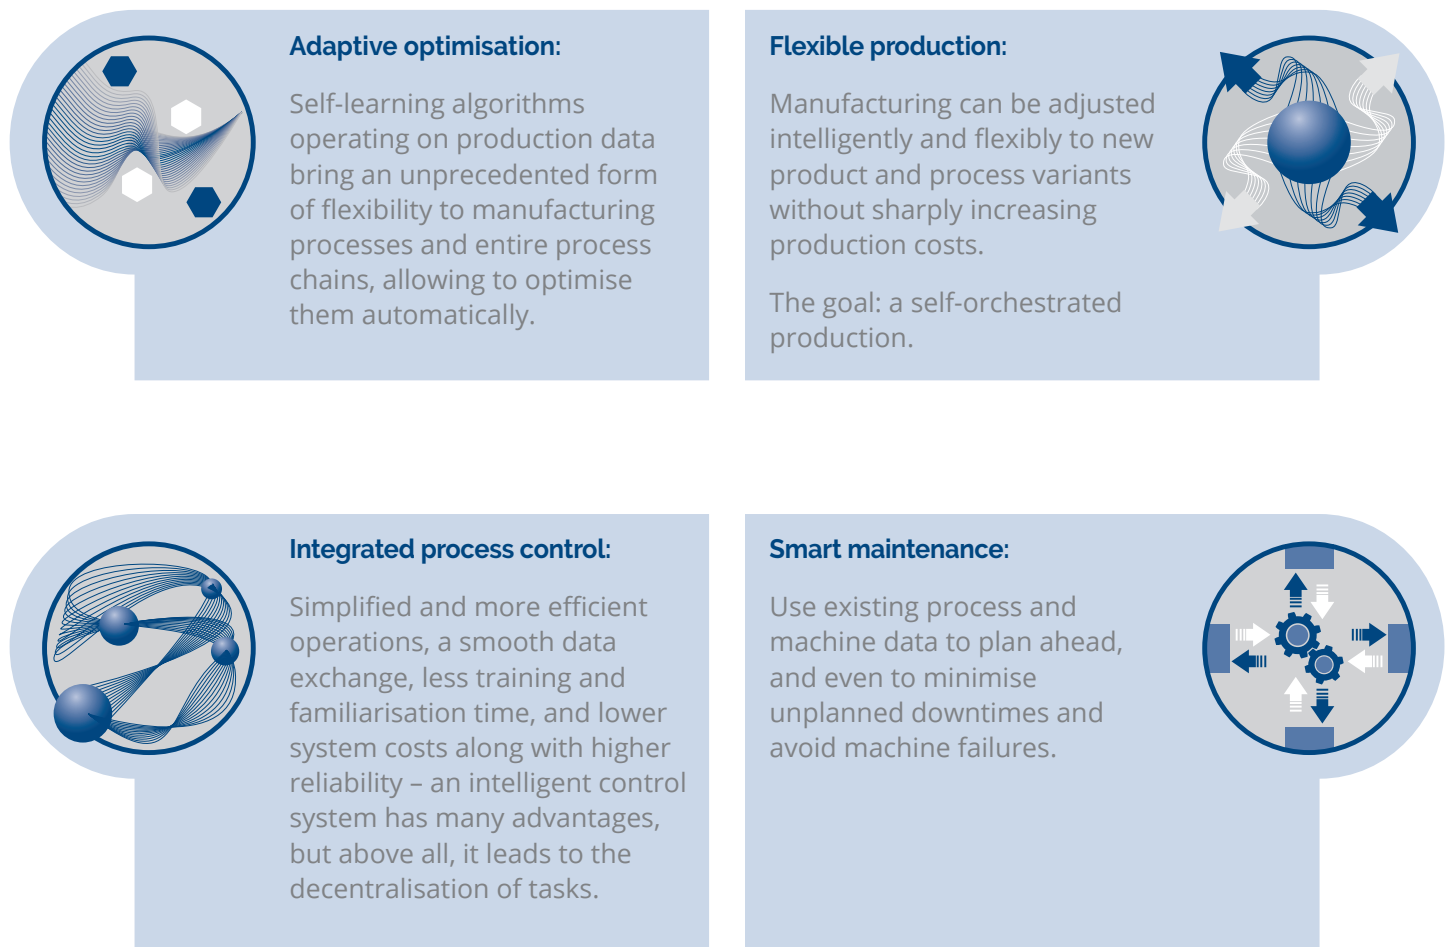 Adaptive optimisation:
Self-learning algorithms
operating on production data
bring an unprecedented form
of flexibility to manufacturing
processes and entire process
chains, allowing to optimise
them automatically.
Flexible production:
Manufacturing can be adjusted
intelligently and flexibly to new
product and process variants
without sharply increasing
production costs.
The goal: a self-orchestrated
production.
Integrated process control:
Simplified and more efficient
operations, a smooth data
exchange, less training and
familiarisation time, and lower
system costs along with higher
reliability – an intelligent control
system has many advantages,
but above all, it leads to the
decentralisation of tasks.
Smart maintenance:
Use existing process and
machine data to plan ahead,
and even to minimise
unplanned downtimes and
avoid machine failures.